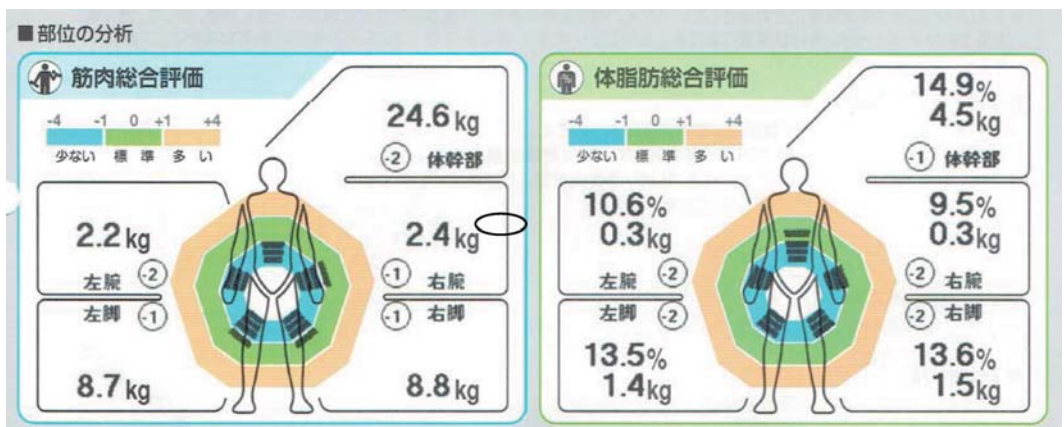 ■部位の分析
筋肉総合評価
-4 -1 0 +1 +4
少ない 標準 多い
24.6kg
-2 体幹部
2.2kg
左腕 -2
2.4kg
-1 右腕
左脚 -1
8.7kg
-1 右脚
8.8kg
体脂肪総合評価
-4 -1 0 +1 +4
少ない 標準 多い
14.9%
4.5kg
-1 体幹部
10.6%
0.3kg
左腕 -2
9.5%
0.3kg
-2 右腕
左脚 -2
13.5%
1.4kg
-2 右脚
13.6%
1.5kg